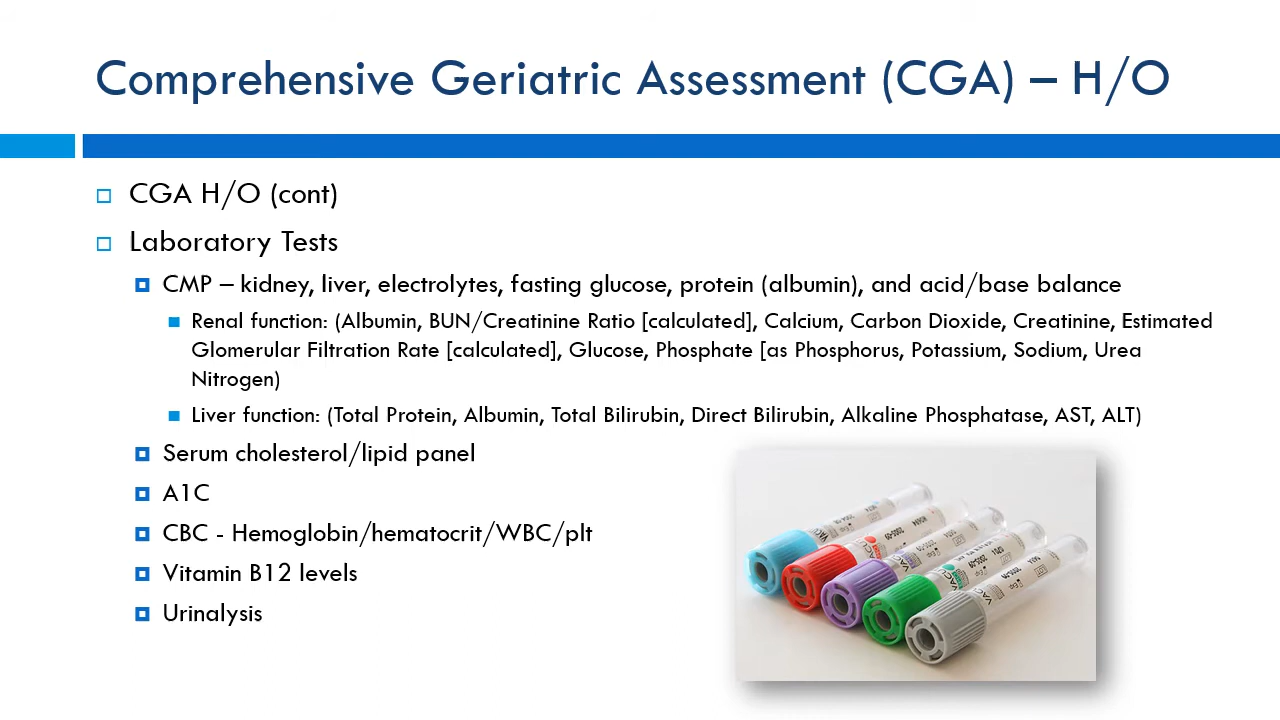 Comprehensive Geriatric Assessment (CGA) – H/O
CGA H/O (cont)
Laboratory Tests
CMP – kidney, liver, electrolytes, fasting glucose, protein (albumin), and acid/base balance
Renal function: (Albumin, BUN/Creatinine Ratio [calculated], Calcium, Carbon Dioxide, Creatinine, Estimated
Glomerular Filtration Rate [calculated], Glucose, Phosphate [as Phosphorus, Potassium, Sodium, Urea
Nitrogen)
Liver function: (Total Protein, Albumin, Total Bilirubin, Direct Bilirubin, Alkaline Phosphatase, AST, ALT)
Serum cholesterol/lipid panel
A1C
CBC - Hemoglobin/hematocrit/WBC/plt
Vitamin B12 levels
Urinalysis